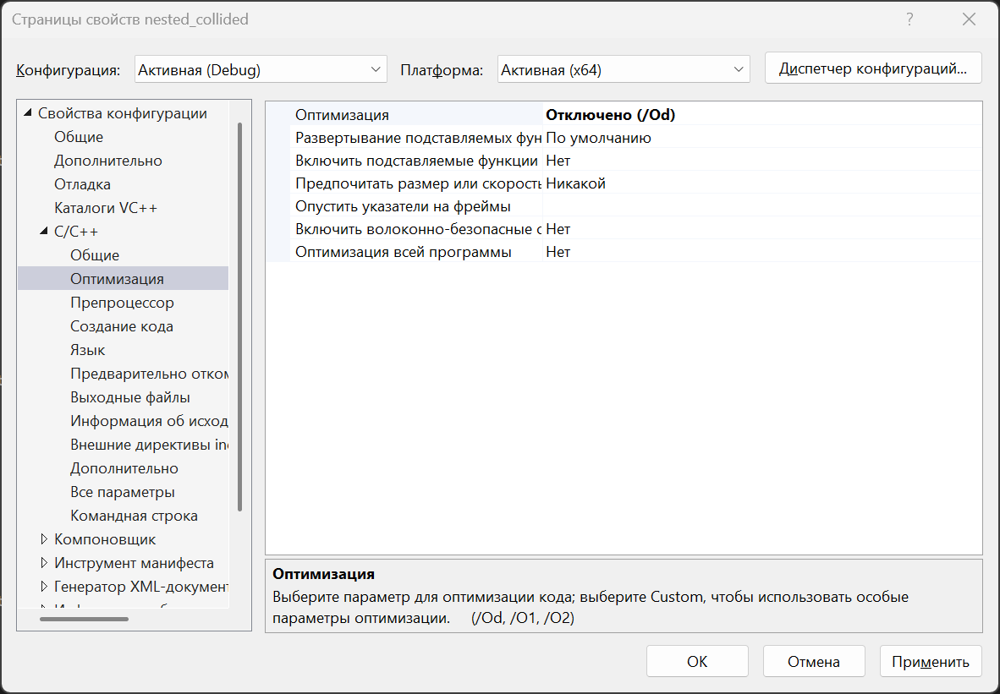 Страницы свойств nested_collided
?
Конфигурация: Активная (Debug) Платформа: Активная (x64) Диспетчер конфигураций...
Свойства конфигурации
Общие
Дополнительно
Отладка
Каталоги VC++
C/C++
Общие
Оптимизация
Препроцессор
Создание кода
Язык
Предварительно отком
Выходные файлы
Информация об исход
Внешние директивы in
Дополнительно
Все параметры
Командная строка
Компоновщик
Инструмент манифеста
Генератор XML-документ
Оптимизация Отключено (/Od)
Развертывание подставляемых фун По умолчанию
Включить подставляемые функции Нет
Предпочитать размер или скорость Никакой
Опустить указатели на фреймы
Включить волоконно-безопасные о Нет
Оптимизация всей программы Нет
Оптимизация
Выберите параметр для оптимизации кода; выберите Custom, чтобы использовать особые
параметры оптимизации. (/Od, /O1, /O2)
ОК Отмена Применить